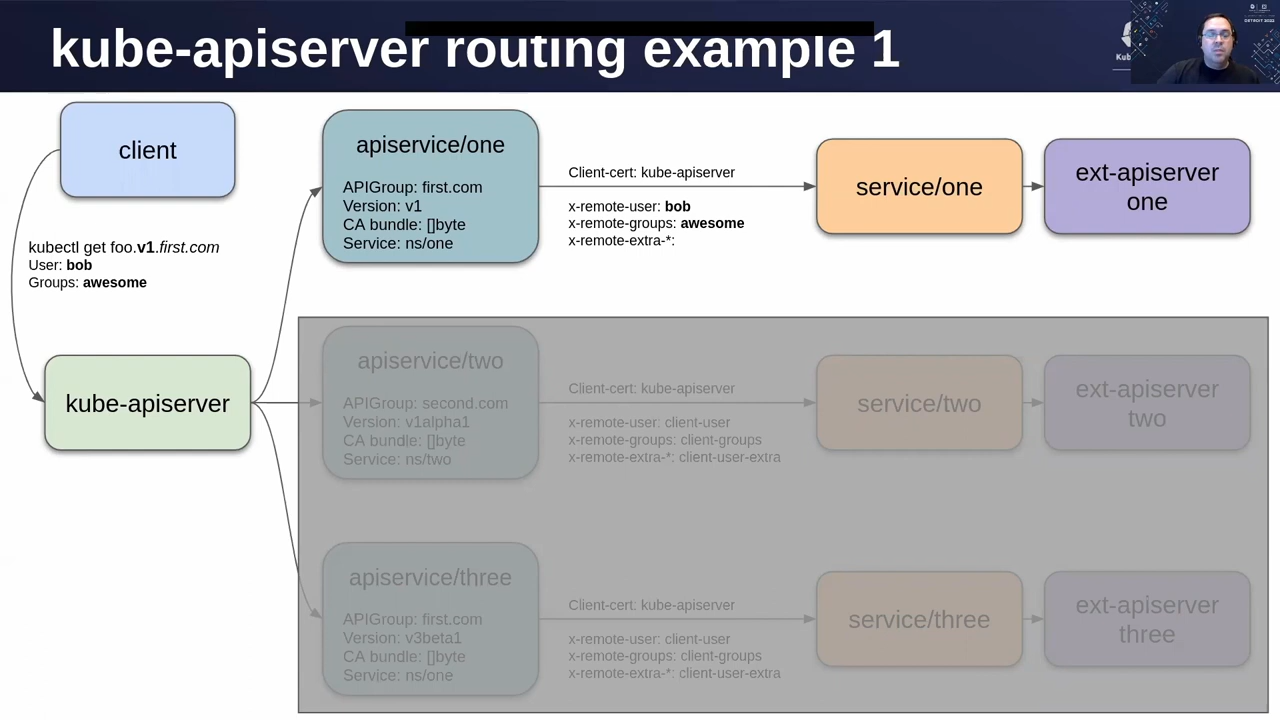 kube-apiserver routing example 1
Kub
DETROIT 2022
client
kubectl get foo.v1.first.com
User: bob
Groups: awesome
kube-apiserver
apiservice/one
APIGroup: first.com
Version: v1
CA bundle: []byte
Service: ns/one
Client-cert: kube-apiserver
x-remote-user: bob
x-remote-groups: awesome
x-remote-extra-*:
service/one
ext-apiserver
one
apiservice/two
APIGroup: second.com
Version: v1alpha1
CA bundle: []byte
Service: ns/two
Client-cert: kube-apiserver
x-remote-user: client-user
x-remote-groups: client-groups
x-remote-extra-*: client-user-extra
service/two
ext-apiserver
two
apiservice/three
APIGroup: first.com
Version: v3beta1
CA bundle: []byte
Service: ns/one
Client-cert: kube-apiserver
x-remote-user: client-user
x-remote-groups: client-groups
x-remote-extra-*: client-user-extra
service/three
ext-apiserver
three